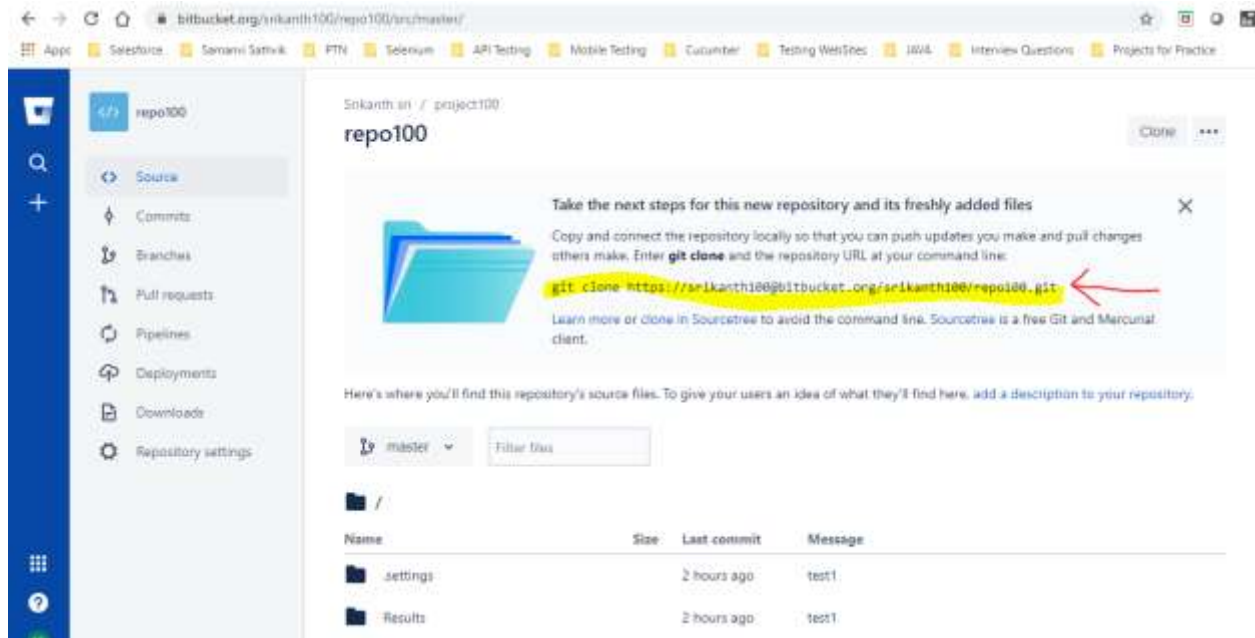 bitbucket.org/srikanth100/repo100/src/master/
Apps Salesforce Samanvi Sathvik PTN Selenium API Testing Mobile Testing Cucumber Testing WebSites JAVA Interview Questions Projects for Practice
</> repo100
Source
Commits
Branches
Pull requests
Pipelines
Deployments
Downloads
Repository settings
Srikanth sri / project100
repo100
Clone
Take the next steps for this new repository and its freshly added files
Copy and connect the repository locally so that you can push updates you make and pull changes
others make. Enter git clone and the repository URL at your command line:
git clone https://srikanth100@bitbucket.org/srikanth100/repo100.git
Learn more or clone in Sourcetree to avoid the command line. Sourcetree is a free Git and Mercurial
client.
Here's where you'll find this repository's source files. To give your users an idea of what they'll find here, add a description to your repository.
master Filter files
/
Name Size Last commit Message
.settings 2 hours ago test1
Results 2 hours ago test1